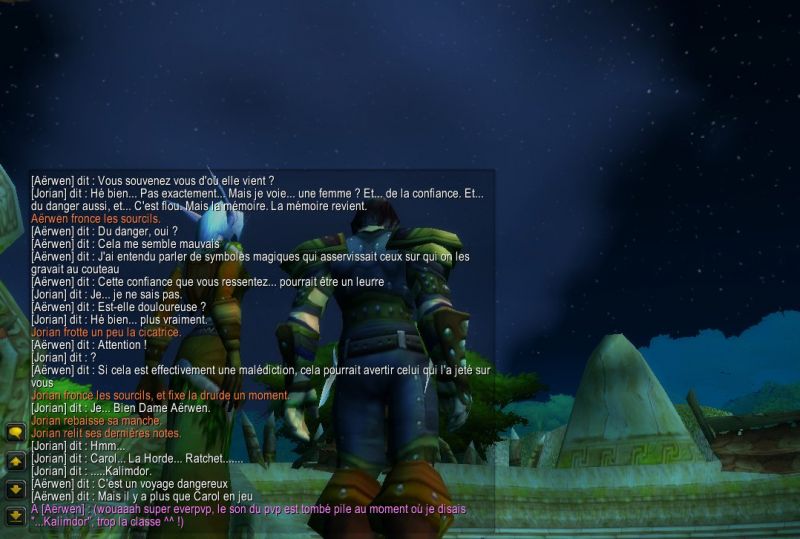 [Aërwen] dit : Vous souvenez vous d'où elle vient ?
[Jorian] dit : Hé bien... Pas exactement... Mais je voie... une femme ? Et... de la confiance. Et...
du danger aussi, et... C'est flou. Mais la mémoire. La mémoire revient.
Aërwen fronce les sourcils.
[Aërwen] dit : Du danger, oui ?
[Aërwen] dit : Cela me semble mauvais
[Aërwen] dit : J'ai entendu parler de symboles magiques qui asservissait ceux sur qui on les
gravait au couteau
[Aërwen] dit : Cette confiance que vous ressentez... pourrait être un leurre
[Jorian] dit : Je... je ne sais pas.
[Aërwen] dit : Est-elle douloureuse ?
[Jorian] dit : Hé bien... plus vraiment.
Jorian frotte un peu la cicatrice.
[Aërwen] dit : Attention !
[Jorian] dit : ?
[Aërwen] dit : Si cela est effectivement une malédiction, cela pourrait avertir celui qui l'a jeté sur
vous
Jorian fronce les sourcils, et fixe la druide un moment.
[Jorian] dit : Je... Bien Dame Aërwen.
Jorian rebaisse sa manche.
Jorian relit ses dernières notes.
[Jorian] dit : Hmm...
[Jorian] dit : Carol... La Horde... Ratchet.......
[Jorian] dit : .....Kalimdor.
[Aërwen] dit : C'est un voyage dangereux
[Aërwen] dit : Mais il y a plus que Carol en jeu
A [Aërwen] : (wouaaah super everpvp, le son du pvp est tombé pile au moment où je disais
"...Kalimdor", trop la classe ^^ !)